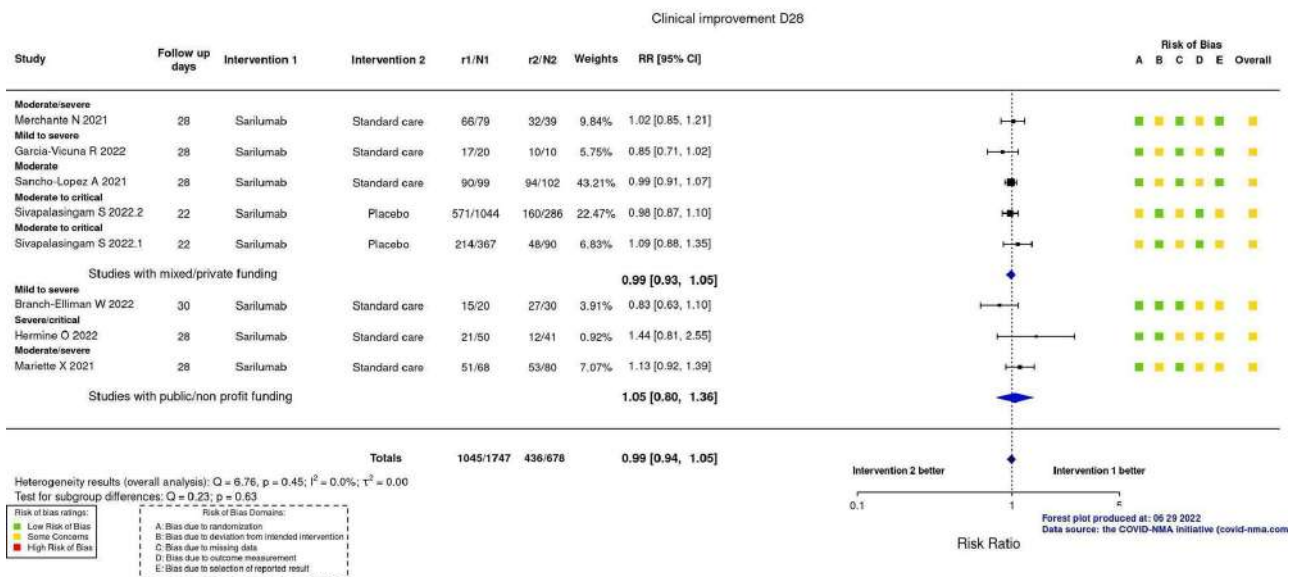 Clinical improvement D28
Risk of Bias
Study Follow up days Intervention 1 Intervention 2 r1/N1 r2/N2 Weights RR [95% CI] A B C D E Overall
Moderate/severe
Merchante N 2021 28 Sarilumab Standard care 66/79 32/39 9.84% 1.02 [0.85, 1.21]
Mild to severe
Garcia-Vicuna R 2022 28 Sarilumab Standard care 17/20 10/10 5.75% 0.85 [0.71, 1.02]
Moderate
Sancho-Lopez A 2021 28 Sarilumab Standard care 90/99 94/102 43.21% 0.99 [0.91, 1.07]
Moderate to critical
Sivapalasingam S 2022.2 22 Sarilumab Placebo 571/1044 160/286 22.47% 0.98 [0.87, 1.10]
Moderate to critical
Sivapalasingam S 2022.1 22 Sarilumab Placebo 214/367 48/90 6.83% 1.09 [0.88, 1.35]
Studies with mixed/private funding 0.99 [0.93, 1.05]
Mild to severe
Branch-Elliman W 2022 30 Sarilumab Standard care 15/20 27/30 3.91% 0.83 [0.63, 1.10]
Severe/critical
Hermine O 2022 28 Sarilumab Standard care 21/50 12/41 0.92% 1.44 [0.81, 2.55]
Moderate/severe
Mariette X 2021 28 Sarilumab Standard care 51/68 53/80 7.07% 1.13 [0.92, 1.39]
Studies with public/non profit funding 1.05 [0.80, 1.36]
Totals 1045/1747 436/678 0.99 [0.94, 1.05]
Intervention 2 better Intervention 1 better
Heterogeneity results (overall analysis): Q = 6.76, p = 0.45; I² = 0.0%; τ² = 0.00
Test for subgroup differences: Q = 0.23; p = 0.63
0.1 1 5
Risk of bias ratings:
Low Risk of Bias
Some Concerns
High Risk of Bias
Risk of Bias Domains:
A: Bias due to randomization
B: Bias due to deviation from intended intervention
C: Bias due to missing data
D: Bias due to outcome measurement
E: Bias due to selection of reported result
Forest plot produced at: 06 29 2022
Data source: the COVID-NMA initiative (covid-nma.com
Risk Ratio